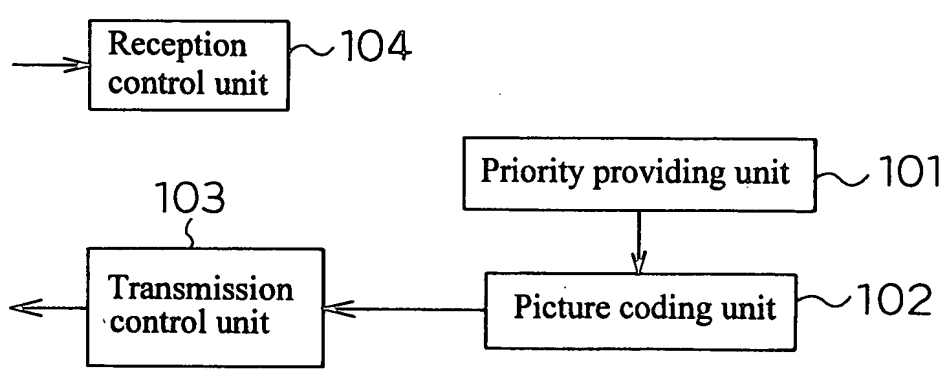 Reception
control unit
104
Priority providing unit
101
103
Transmission
control unit
Picture coding unit
102